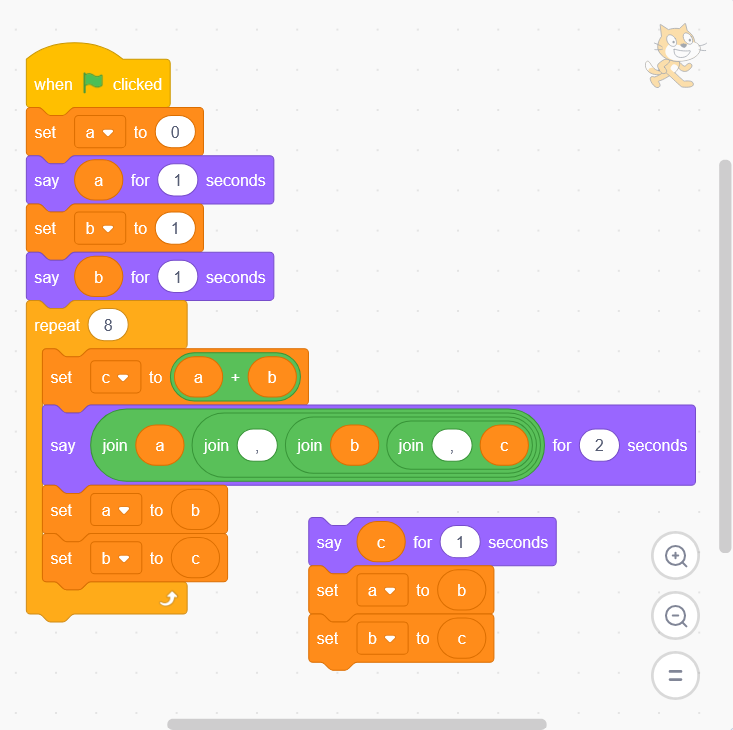 when clicked
set a to 0
say a for 1 seconds
set b to 1
say b for 1 seconds
repeat 8
set c to a + b
say join a join , join b join , c for 2 seconds
set a to b
set b to c
say c for 1 seconds
set a to b
set b to c